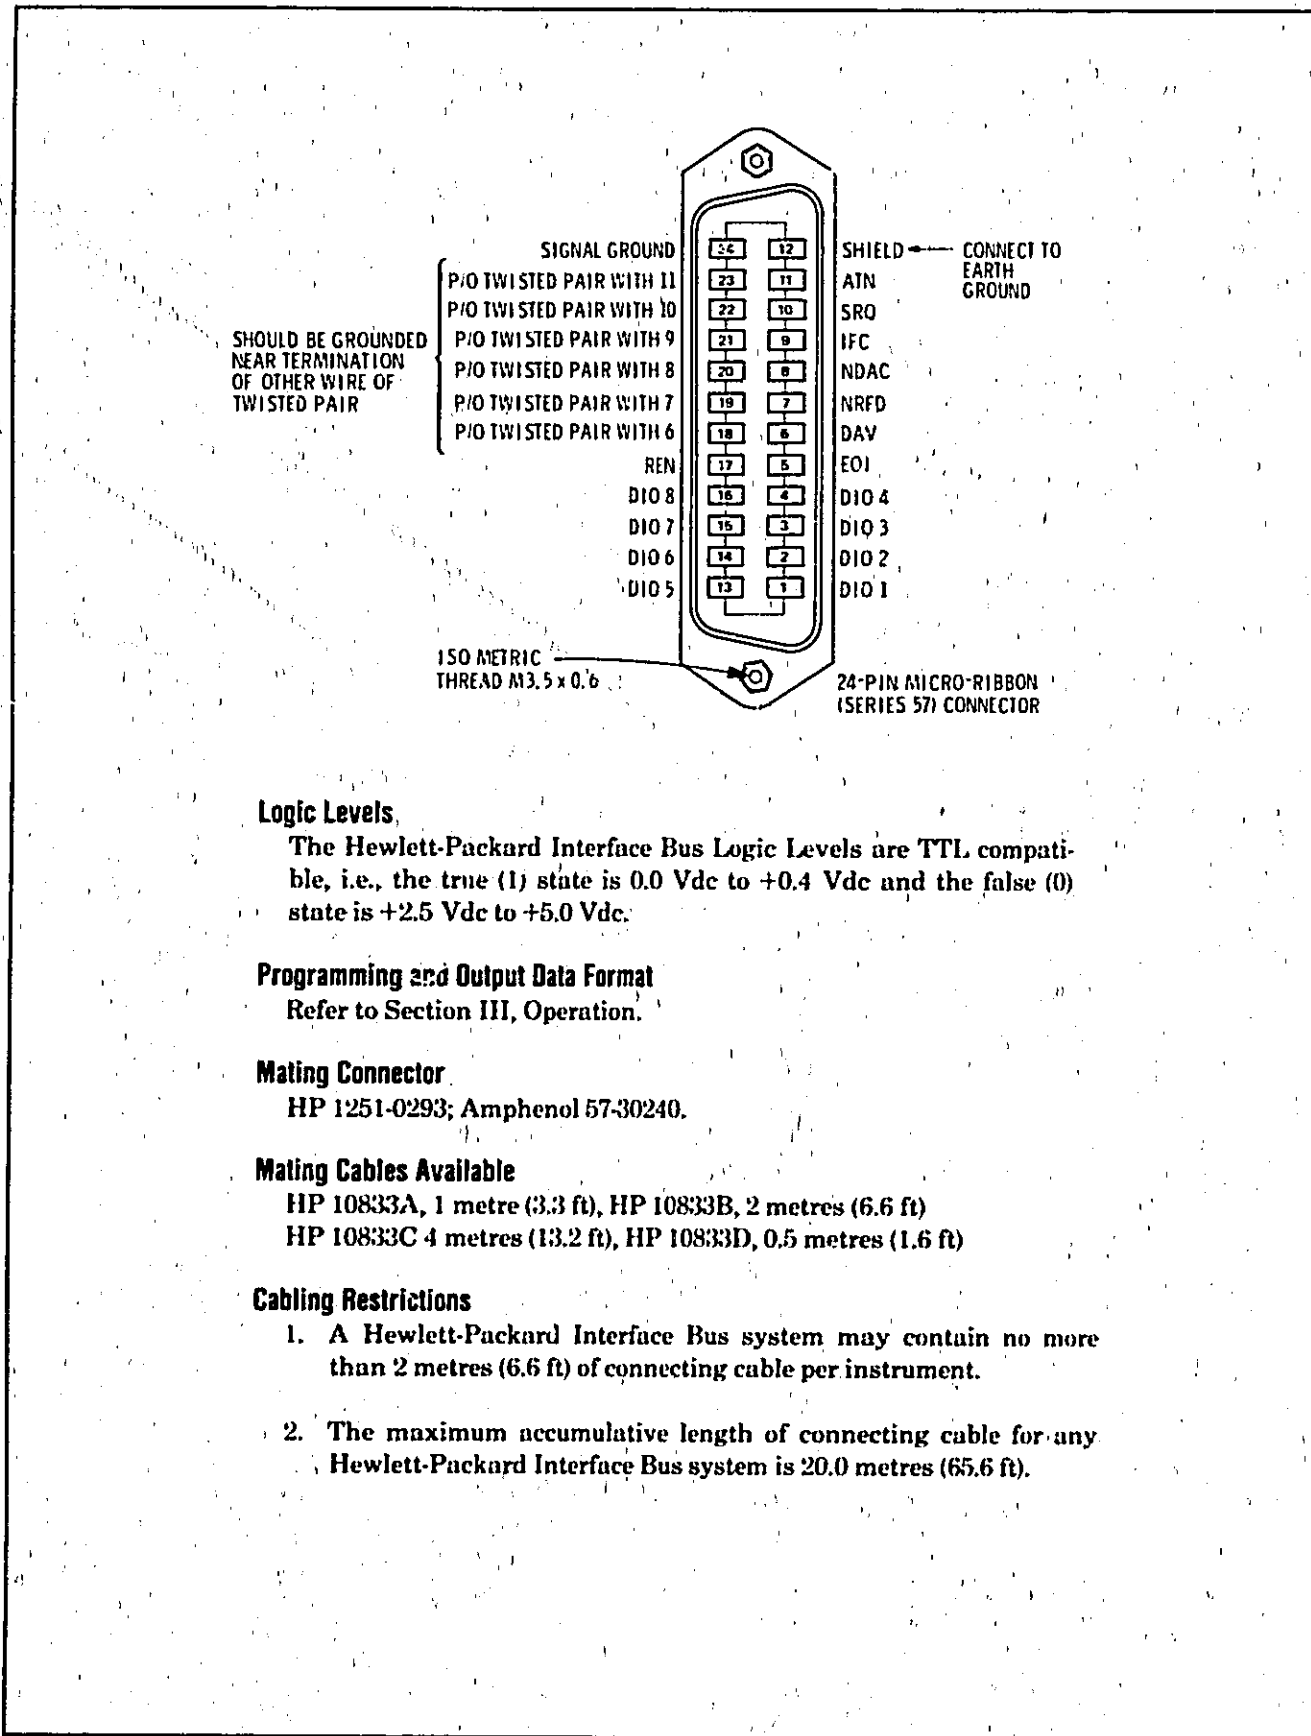 SIGNAL GROUND 24 12 SHIELD CONNECT TO
EARTH
GROUND
P/O TWISTED PAIR WITH 11 23 11 ATN
P/O TWISTED PAIR WITH 10 22 10 SRQ
P/O TWISTED PAIR WITH 9 21 9 IFC
P/O TWISTED PAIR WITH 8 20 8 NDAC
P/O TWISTED PAIR WITH 7 19 7 NRFD
P/O TWISTED PAIR WITH 6 18 6 DAV
SHOULD BE GROUNDED
NEAR TERMINATION
OF OTHER WIRE OF
TWISTED PAIR
REN 17 5 EOI
DIO 8 16 4 DIO 4
DIO 7 15 3 DIO 3
DIO 6 14 2 DIO 2
DIO 5 13 1 DIO 1
ISO METRIC
THREAD M3.5 x 0.6
24-PIN MICRO-RIBBON
(SERIES 57) CONNECTOR
Logic Levels
The Hewlett-Packard Interface Bus Logic Levels are TTL compati-
ble, i.e., the true (1) state is 0.0 Vdc to +0.4 Vdc and the false (0)
state is +2.5 Vdc to +5.0 Vdc.
Programming and Output Data Format
Refer to Section III, Operation.
Mating Connector
HP 1251-0293; Amphenol 57-30240.
Mating Cables Available
HP 10833A, 1 metre (3.3 ft), HP 10833B, 2 metres (6.6 ft)
HP 10833C 4 metres (13.2 ft), HP 10833D, 0.5 metres (1.6 ft)
Cabling Restrictions
1. A Hewlett-Packard Interface Bus system may contain no more
than 2 metres (6.6 ft) of connecting cable per instrument.
2. The maximum accumulative length of connecting cable for any
Hewlett-Packard Interface Bus system is 20.0 metres (65.6 ft).